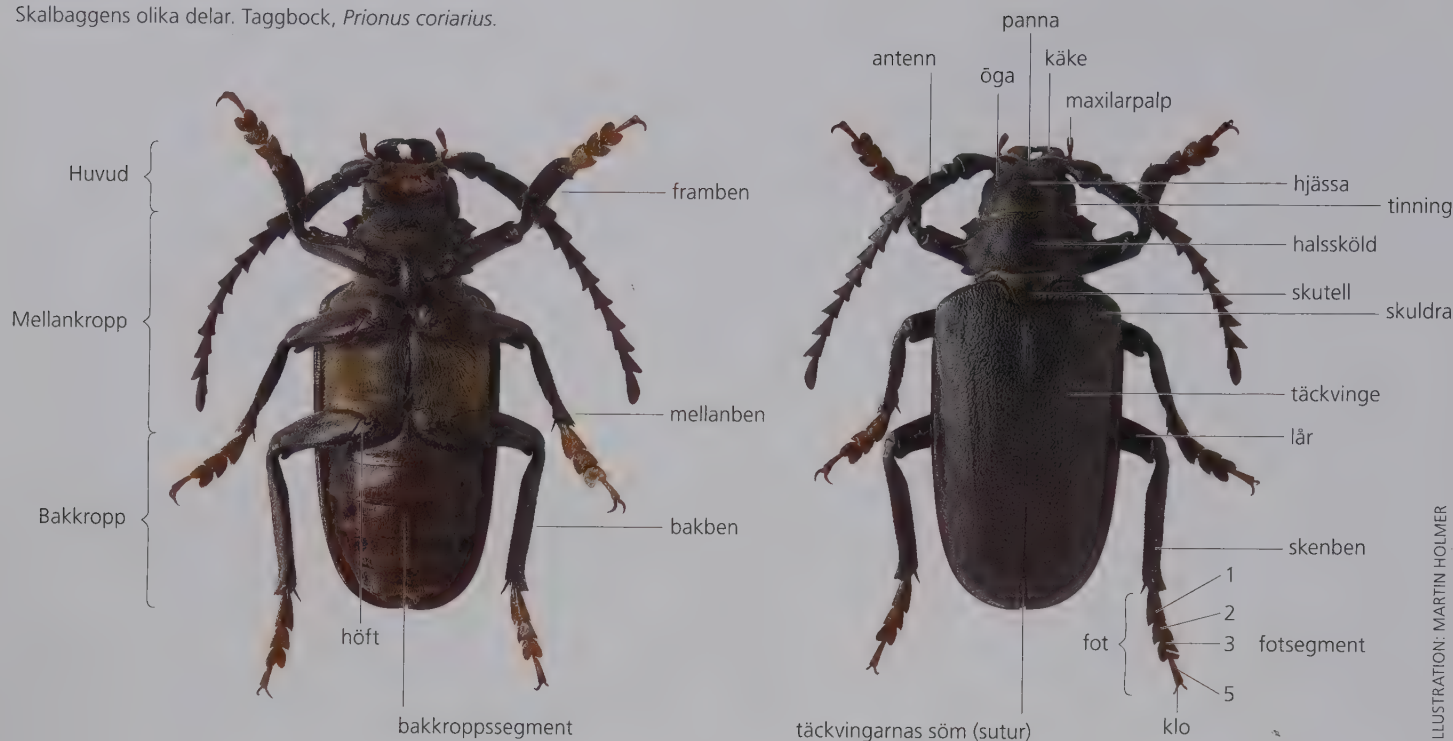 Skalbaggens olika delar. Taggbock, Prionus coriarius.
Huvud
Mellankropp
Bakkropp
framben
mellanben
bakben
höft
bakkroppssegment
panna
antenn
öga
käke
maxilarpalp
hjässa
tinning
halssköld
skutell
skuldra
täckvinge
lår
skenben
1
2
3
5
fot
fotsegment
klo
täckvingarnas söm (sutur)
ILLUSTRATION: MARTIN HOLMER